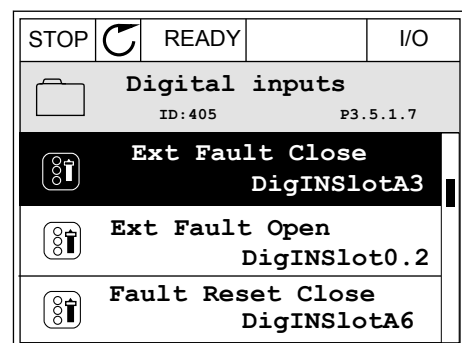 STOP READY I/O
Digital inputs
ID:405 P3.5.1.7
Ext Fault Close
DigINSlotA3
Ext Fault Open
DigINSlot0.2
Fault Reset Close
DigINSlotA6